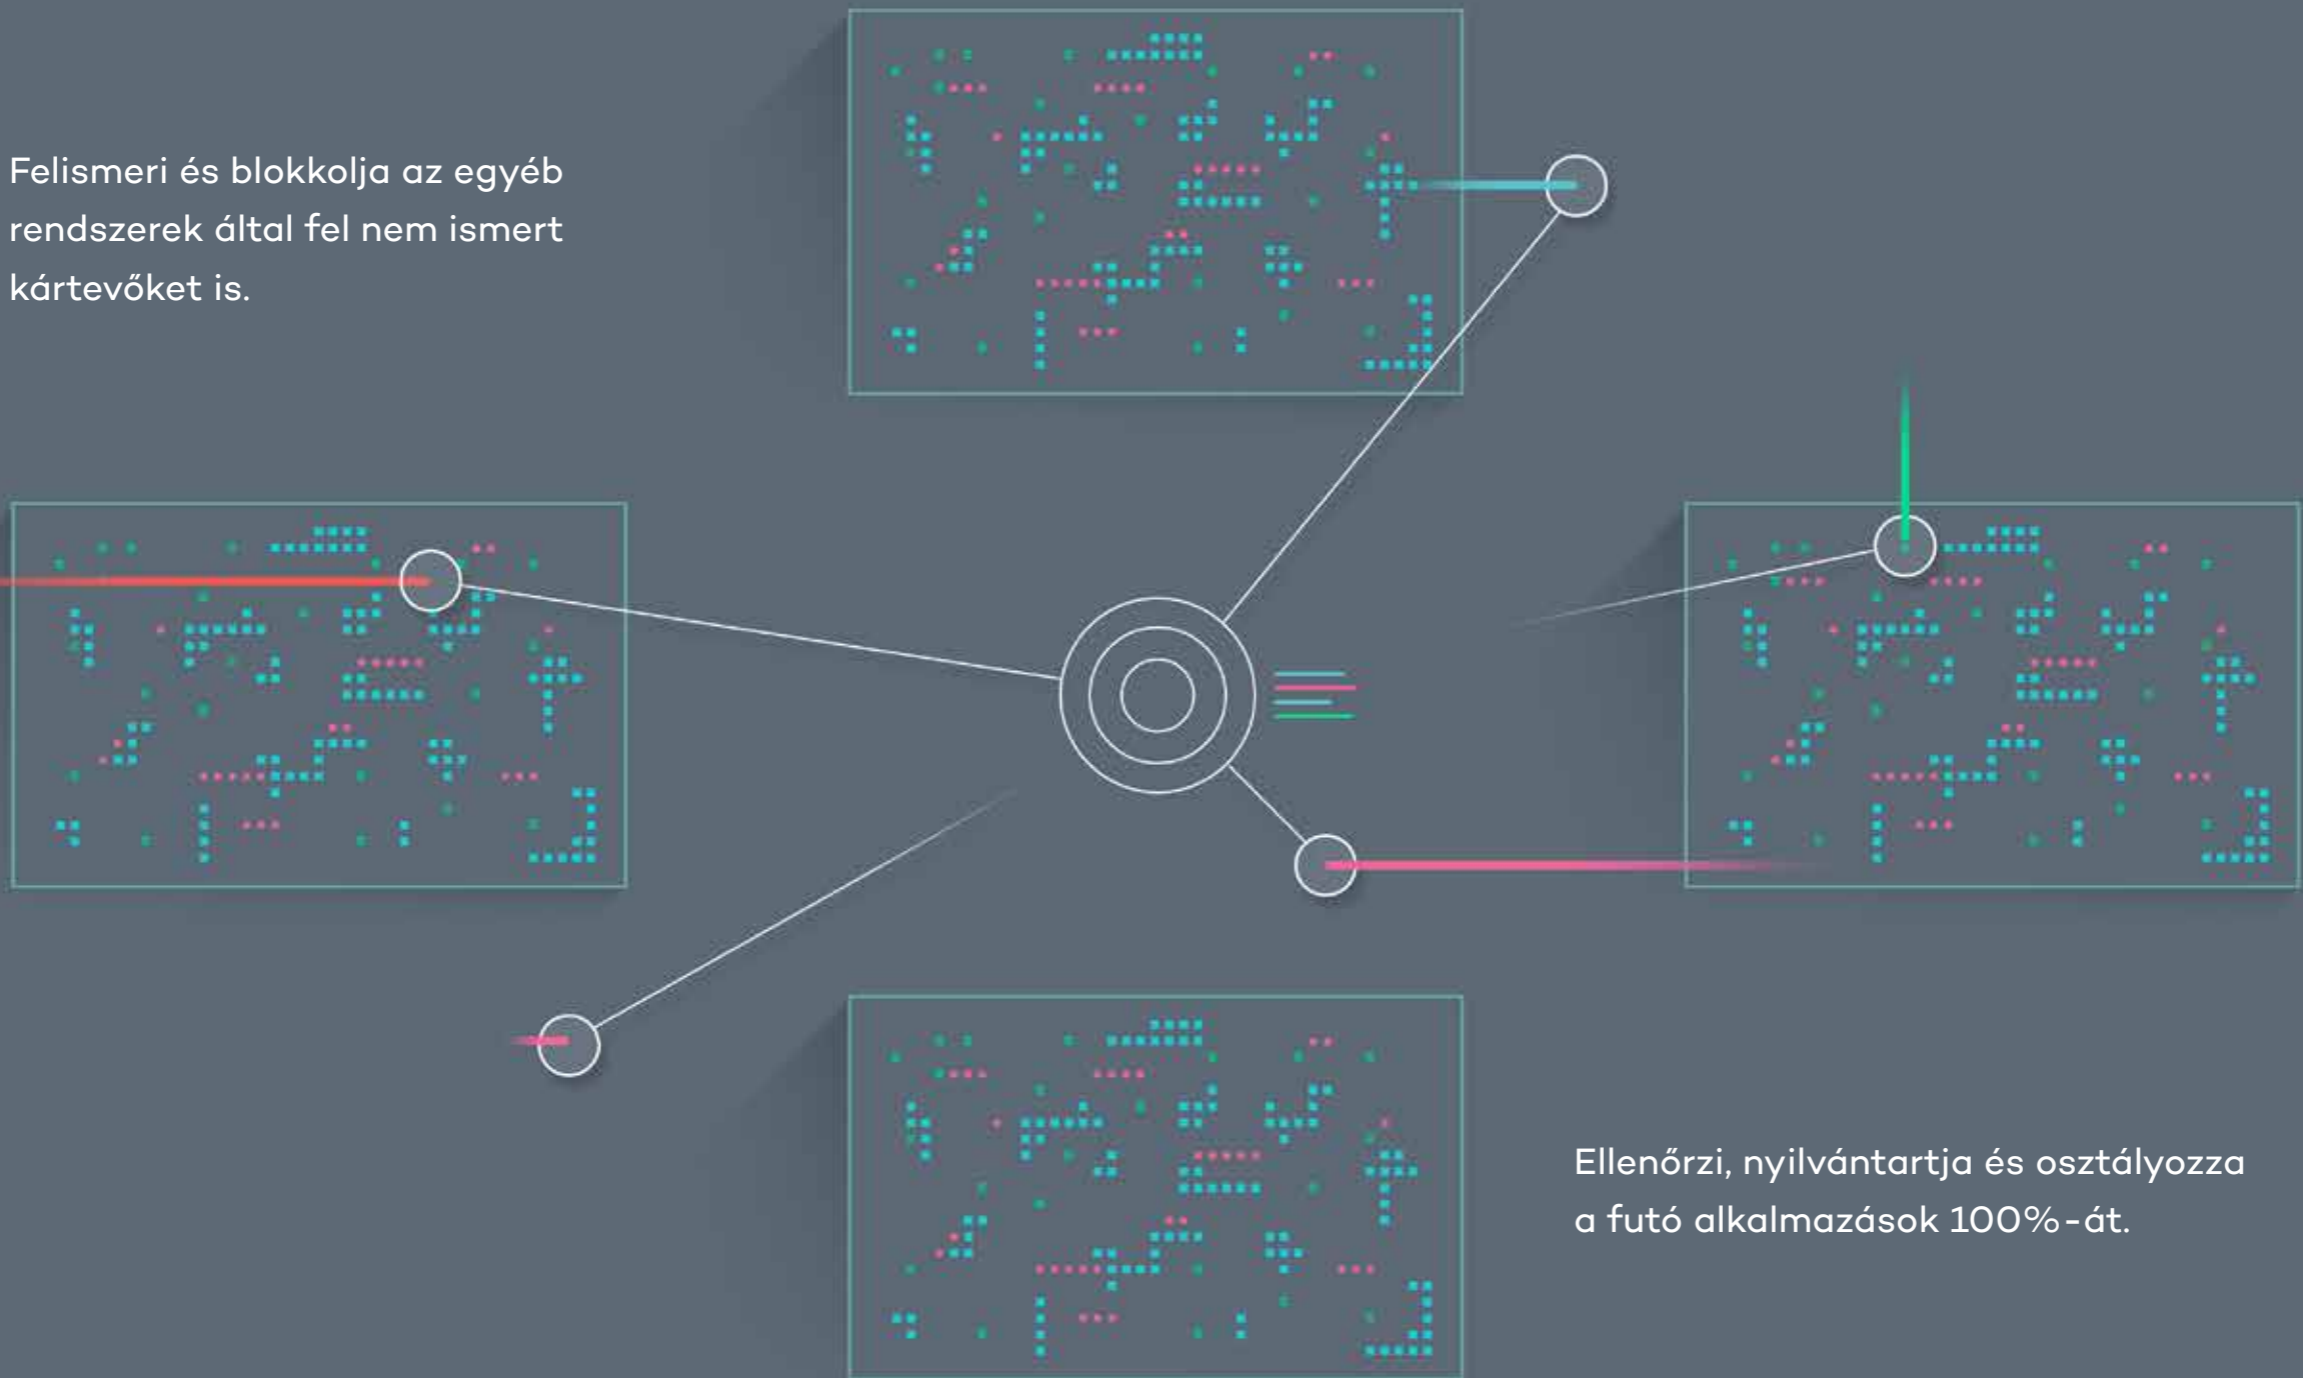 Felismeri és blokkolja az egyéb
rendszerek által fel nem ismert
kártevőket is.
Ellenőrzi, nyilvántartja és osztályozza
a futó alkalmazások 100%-át.